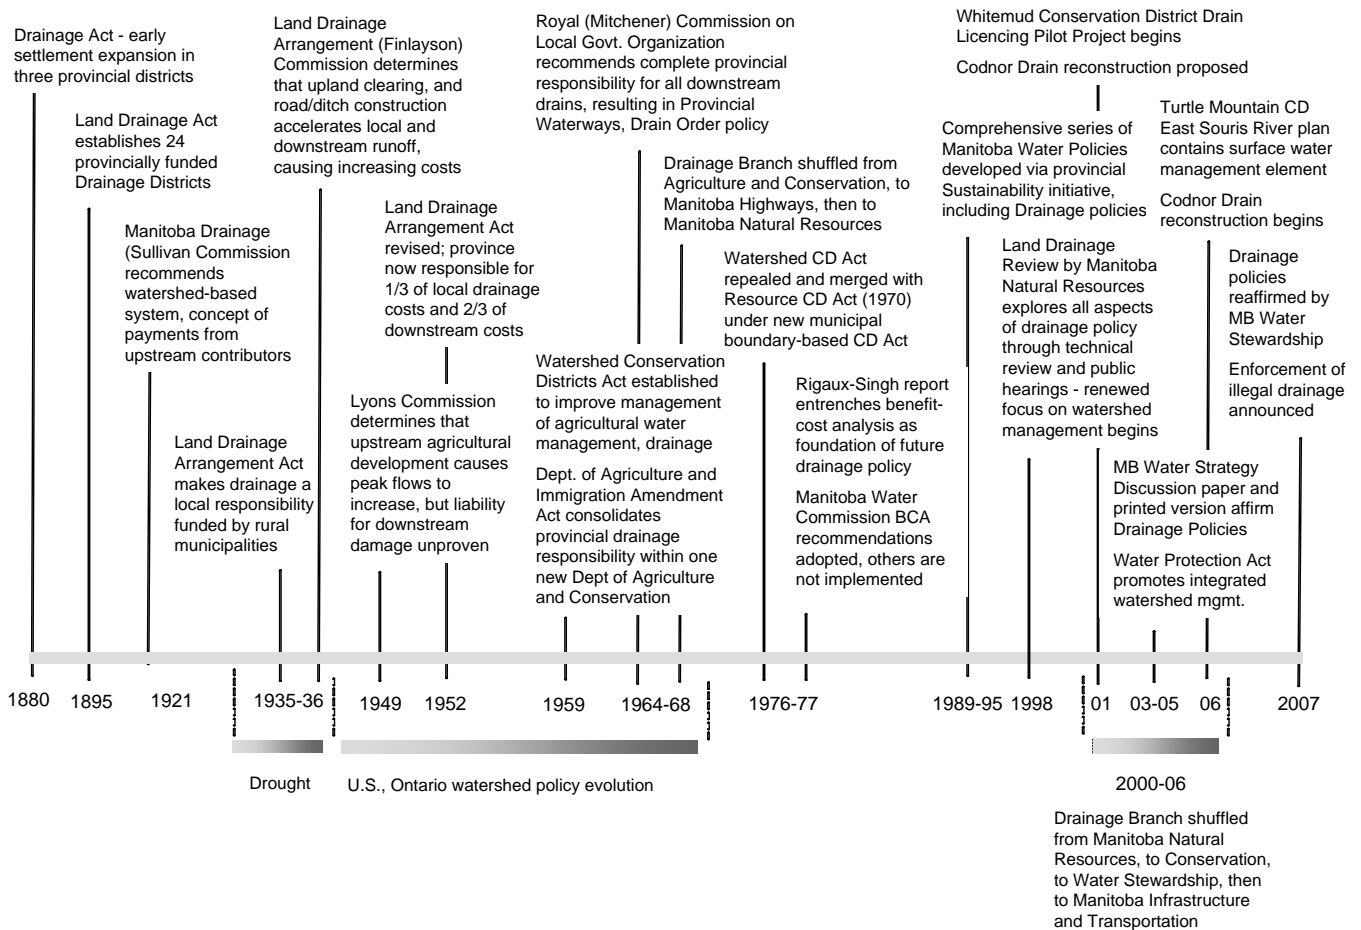 Drainage Act - early
settlement expansion in
three provincial districts
Land Drainage Act
establishes 24
provincially funded
Drainage Districts
Manitoba Drainage
(Sullivan Commission
recommends
watershed-based
system, concept of
payments from
upstream contributors
Land Drainage
Arrangement Act
makes drainage a
local responsibility
funded by rural
municipalities
Land Drainage
Arrangement (Finlayson)
Commission determines
that upland clearing, and
road/ditch construction
accelerates local and
downstream runoff,
causing increasing costs
Lyons Commission
determines that
upstream agricultural
development causes
peak flows to
increase, but liability
for downstream
damage unproven
Land Drainage
Arrangement Act
revised; province
now responsible for
1/3 of local drainage
costs and 2/3 of
downstream costs
Royal (Mitchener) Commission on
Local Govt. Organization
recommends complete provincial
responsibility for all downstream
drains, resulting in Provincial
Waterways, Drain Order policy
Watershed Conservation
Districts Act established
to improve management
of agricultural water
management, drainage
Dept. of Agriculture and
Immigration Amendment
Act consolidates
provincial drainage
responsibility within one
new Dept of Agriculture
and Conservation
Drainage Branch shuffled from
Agriculture and Conservation, to
Manitoba Highways, then to
Manitoba Natural Resources
Watershed CD Act
repealed and merged with
Resource CD Act (1970)
under new municipal
boundary-based CD Act
Rigaux-Singh report
entrenches benefit-
cost analysis as
foundation of future
drainage policy
Manitoba Water
Commission BCA
recommendations
adopted, others are
not implemented
Whitemud Conservation District Drain
Licencing Pilot Project begins
Codnor Drain reconstruction proposed
Comprehensive series of
Manitoba Water Policies
developed via provincial
Sustainability initiative,
including Drainage policies
Land Drainage
Review by Manitoba
Natural Resources
explores all aspects
of drainage policy
through technical
review and public
hearings - renewed
focus on watershed
management begins
Turtle Mountain CD
East Souris River plan
contains surface water
management element
Codnor Drain
reconstruction begins
MB Water Strategy
Discussion paper and
printed version affirm
Drainage Policies
Water Protection Act
promotes integrated
watershed mgmt.
Drainage
policies
reaffirmed by
MB Water
Stewardship
Enforcement of
illegal drainage
announced
1880 1895 1921 1935-36 1949 1952 1959 1964-68 1976-77 1989-95 1998 01 03-05 06 2007
Drought
U.S., Ontario watershed policy evolution
2000-06
Drainage Branch shuffled
from Manitoba Natural
Resources, to Conservation,
to Water Stewardship, then
to Manitoba Infrastructure
and Transportation